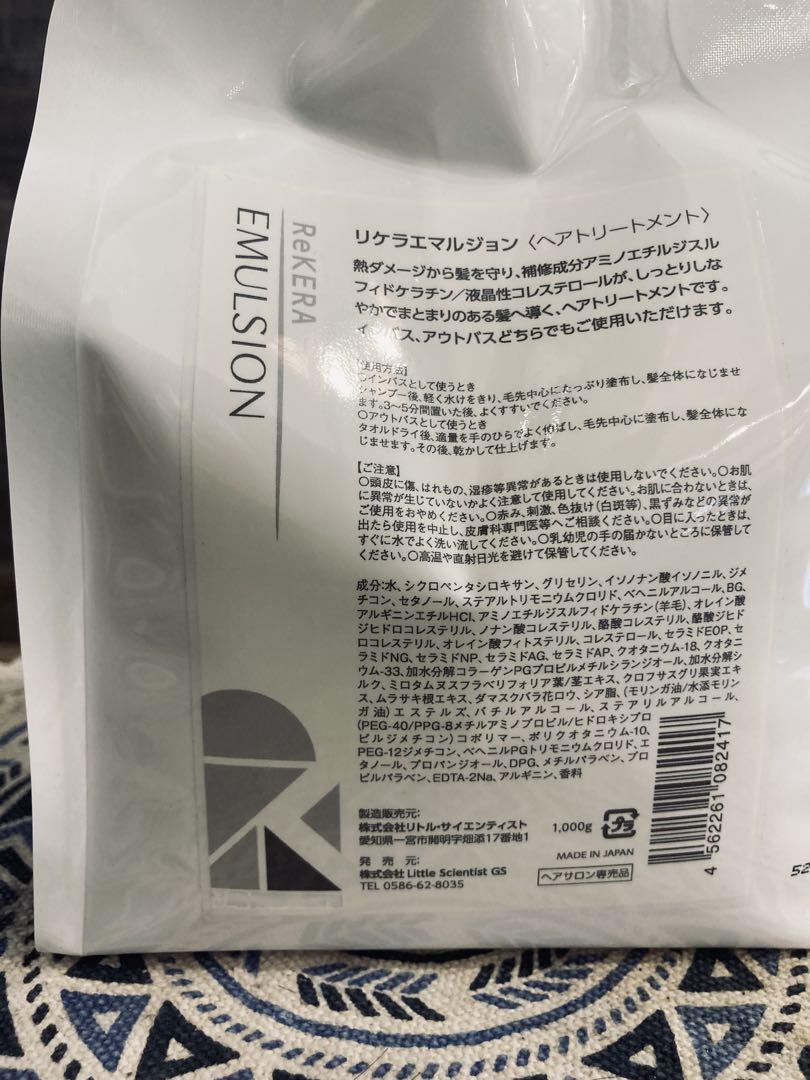 ReKERA
EMULSION
リケラエマルジョン〈ヘアトリートメント〉
熱ダメージから髪を守り、補修成分アミノエチルジスル
フィドケラチン/液晶性コレステロールが、しっとりしな
やかでまとまりのある髪へ導く、ヘアトリートメントです。
バス、アウトバスどちらでもご使用いただけます。
【使用方法】
インバスとして使うとき
シャンプー後、軽く水けをきり、毛先中心にたっぷり塗布し、髪全体になじませ
ます。3〜5分間置いた後、よくすすいでください。
○アウトバスとして使うとき
タオルドライ後、適量を手のひらでよく伸ばし、毛先中心に塗布し、髪全体にな
じませます。その後、乾かして仕上げます。
【ご注意】
○頭皮に傷、はれもの、湿疹等異常があるときは使用しないでください。○お肌
に異常が生じていないかよく注意して使用してください。お肌に合わないときは、
ご使用をおやめください。○赤み、刺激、色抜け(白斑等)、黒ずみなどの異常が
出たら使用を中止し、皮膚科専門医等へご相談ください。○目に入ったときは、
すぐに水でよく洗い流してください。○乳幼児の手の届かないところに保管して
ください。○高温や直射日光を避けて保管してください。
成分:水、シクロペンタシロキサン、グリセリン、イソノナン酸イソノニル、ジメ
チコン、セタノール、ステアルトリモニウムクロリド、ベヘニルアルコール、BG、
アルギニンエチルHCl、アミノエチルジスルフィドケラチン(羊毛)、オレイン酸
ジヒドロコレステリル、ノナン酸コレステリル、酪酸コレステリル、酪酸ジヒド
ロコレステリル、オレイン酸フィトステリル、コレステロール、セラミドEOP、セ
ラミドNG、セラミドNP、セラミドAG、セラミドAP、クオタニウム-18、クオタニ
ウム-33、加水分解コラーゲンPGプロピルメチルシランジオール、加水分解シ
ルク、ミロタムヌスフラベリフォリア葉/茎エキス、クロフサスグリ果実エキ
ス、ムラサキ根エキス、ダマスクバラ花ロウ、シア脂、(モリンガ油/水添モリン
ガ油)エステルズ、バチルアルコール、ステアリルアルコール、
(PEG-40/PPG-8メチルアミノプロピル/ヒドロキシプロ
ピルジメチコン)コポリマー、ポリクオタニウム-10、
PEG-12ジメチコン、ベヘニルPGトリモニウムクロリド、エ
タノール、プロパンジオール、DPG、メチルパラベン、プロ
ピルパラベン、EDTA-2Na、アルギニン、香料
製造販売元:
株式会社リトル・サイエンティスト
愛知県一宮市開明字畑添17番地1
発 売 元:
株式会社 Little Scientist GS
TEL 0586-62-8035
1,000g
プラ
MADE IN JAPAN
ヘアサロン専売品
4 562261 082417
52